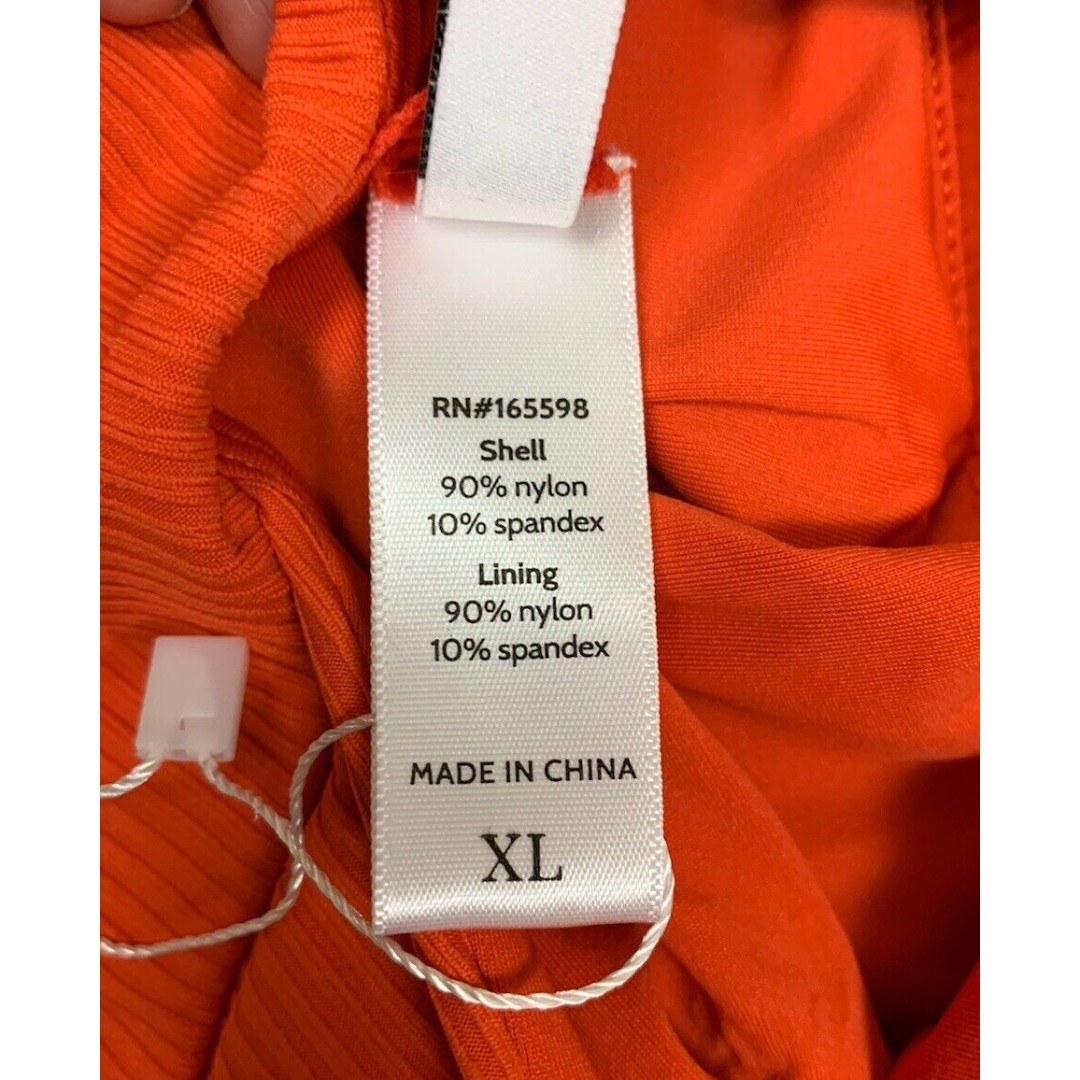 RN#165598
Shell
90% nylon
10% spandex
Lining
90% nylon
10% spandex
MADE IN CHINA
XL